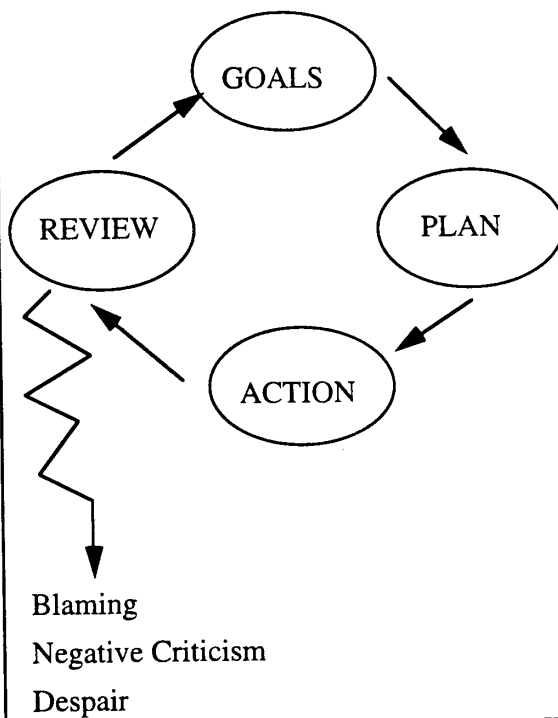 GOALS
REVIEW
PLAN
ACTION
Blaming
Negative Criticism
Despair